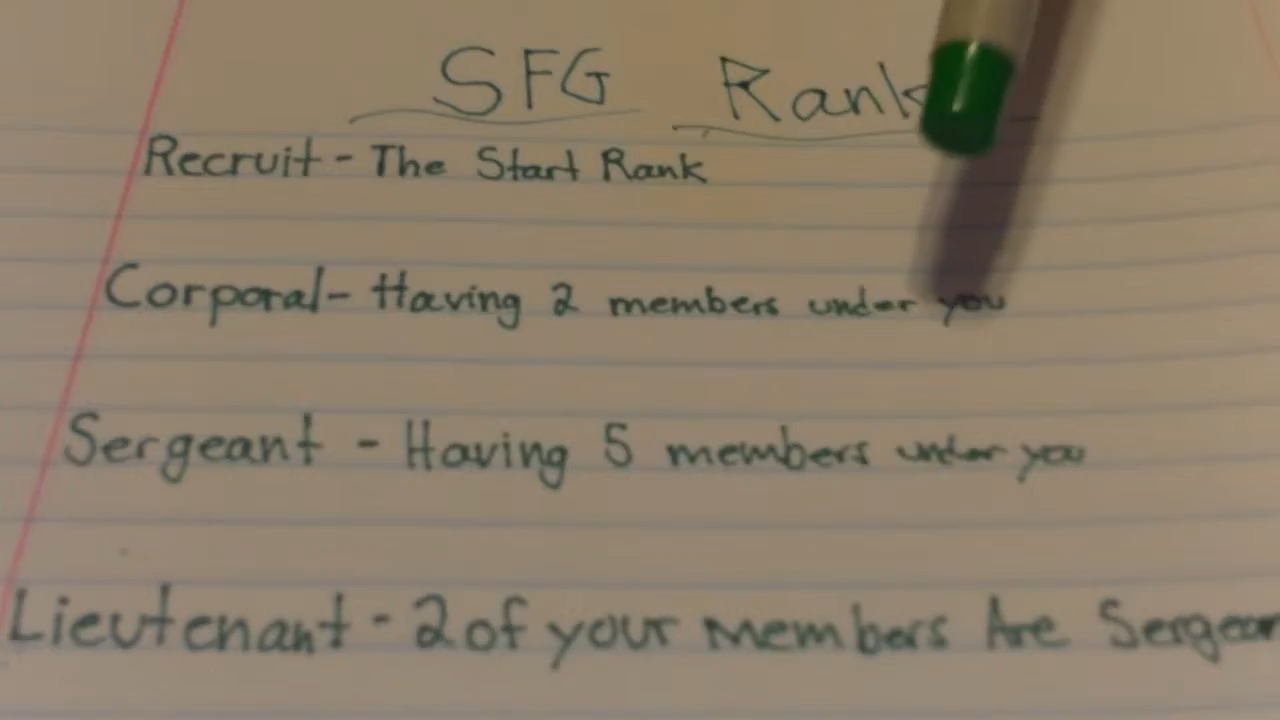 SFG Rank
Recruit - The Start Rank
Corporal - Having 2 members under you
Sergeant - Having 5 members under you
Lieutenant - 2 of your members Are Sergean